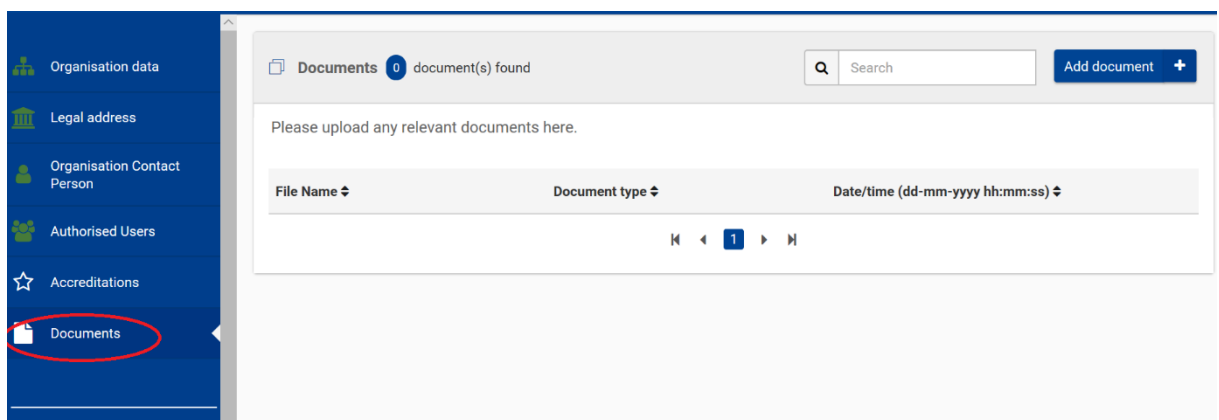 Organisation data
Legal address
Organisation Contact
Person
Authorised Users
Accreditations
Documents
Documents 0 document(s) found
Search
Add document +
Please upload any relevant documents here.
File Name Document type Date/time (dd-mm-yyyy hh:mm:ss)
1